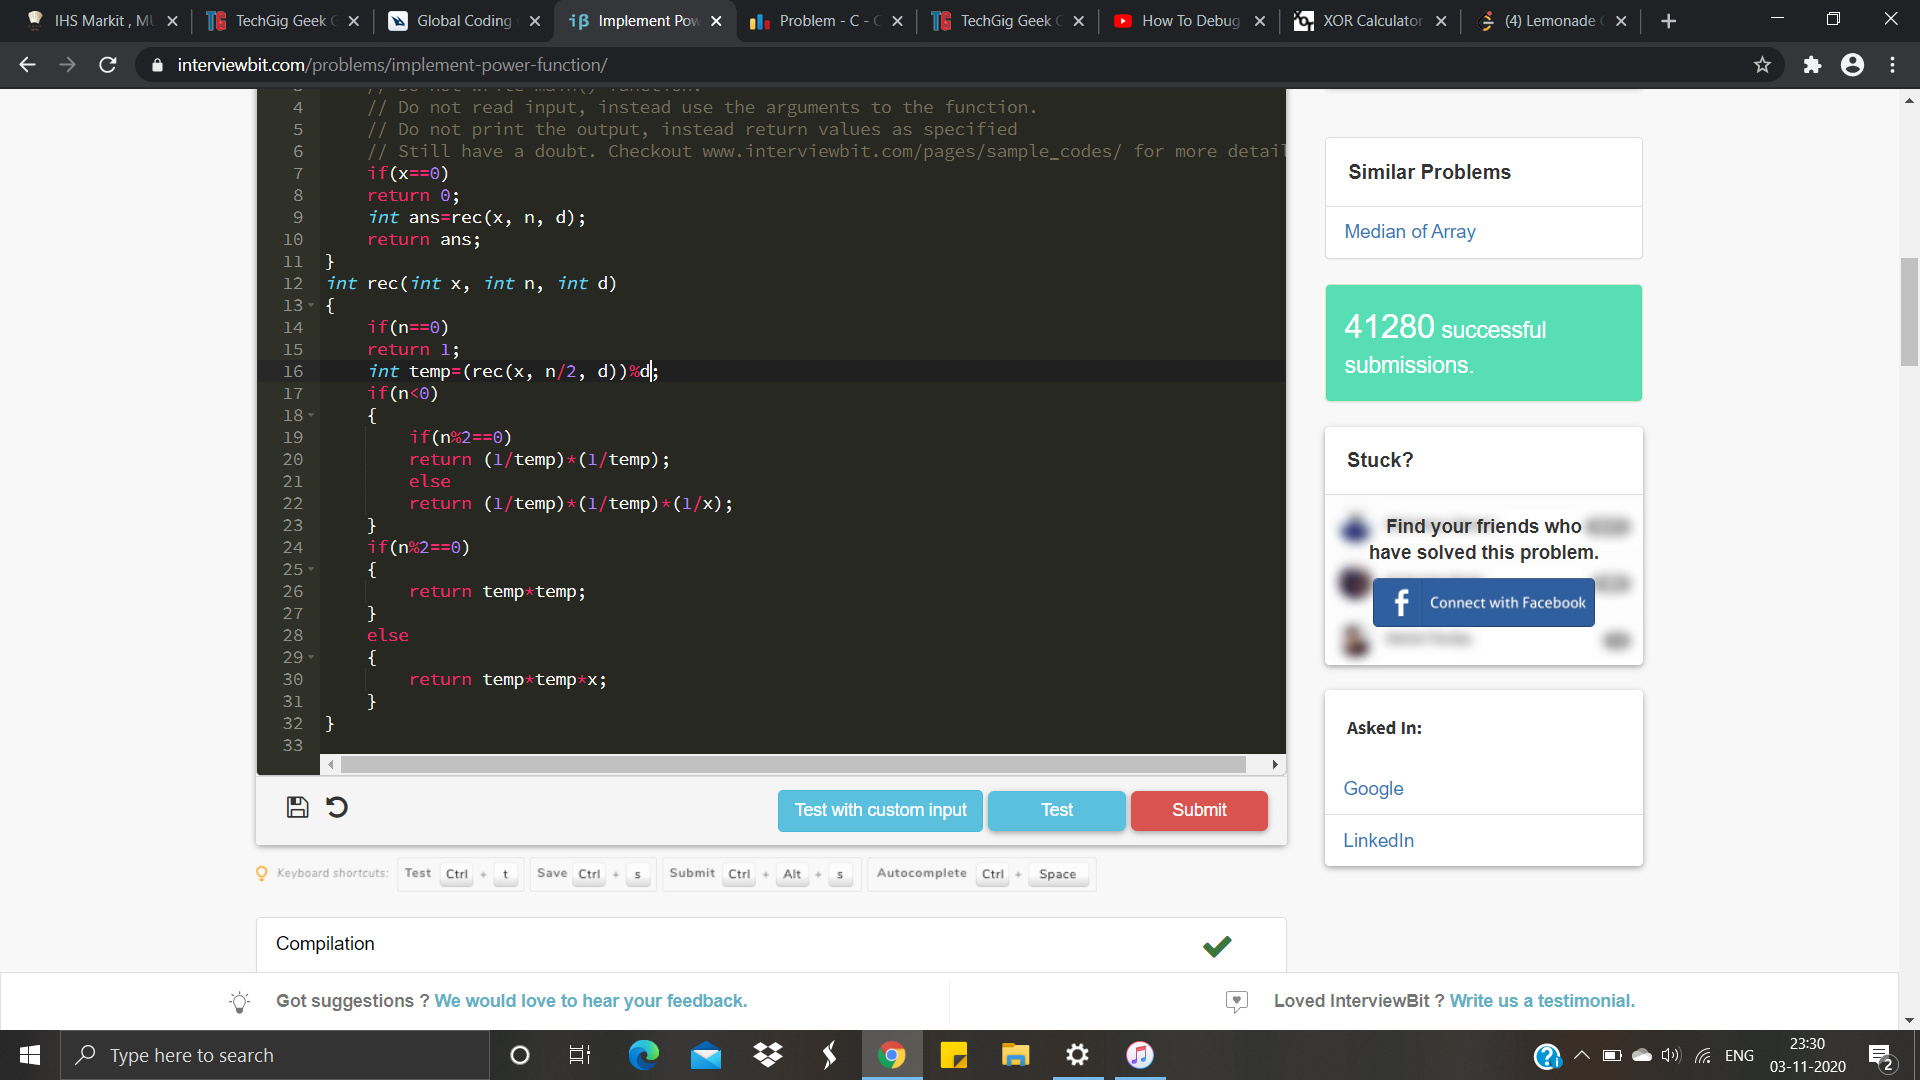 IHS Markit , MU
TechGig Geek G
Global Coding
iβ Implement Pow
Problem - C - C
TechGig Geek G
How To Debug
XOR Calculator
(4) Lemonade C
interviewbit.com/problems/implement-power-function/
3 // Do not write main() function.
4 // Do not read input, instead use the arguments to the function.
5 // Do not print the output, instead return values as specified
6 // Still have a doubt. Checkout www.interviewbit.com/pages/sample_codes/ for more detail
7 if(x==0)
8 return 0;
9 int ans=rec(x, n, d);
10 return ans;
11 }
12 int rec(int x, int n, int d)
13 {
14 if(n==0)
15 return 1;
16 int temp=(rec(x, n/2, d))%d;
17 if(n<0)
18 {
19 if(n%2==0)
20 return (1/temp)*(1/temp);
21 else
22 return (1/temp)*(1/temp)*(1/x);
23 }
24 if(n%2==0)
25 {
26 return temp*temp;
27 }
28 else
29 {
30 return temp*temp*x;
31 }
32 }
33
Test with custom input
Test
Submit
Keyboard shortcuts: Test Ctrl + t Save Ctrl + s Submit Ctrl + Alt + s Autocomplete Ctrl + Space
Compilation
Similar Problems
Median of Array
41280 successful
submissions.
Stuck?
Find your friends who
have solved this problem.
f Connect with Facebook
Asked In:
Google
LinkedIn
Got suggestions ? We would love to hear your feedback.
Loved InterviewBit ? Write us a testimonial.
Type here to search
ENG
23:30
03-11-2020
2